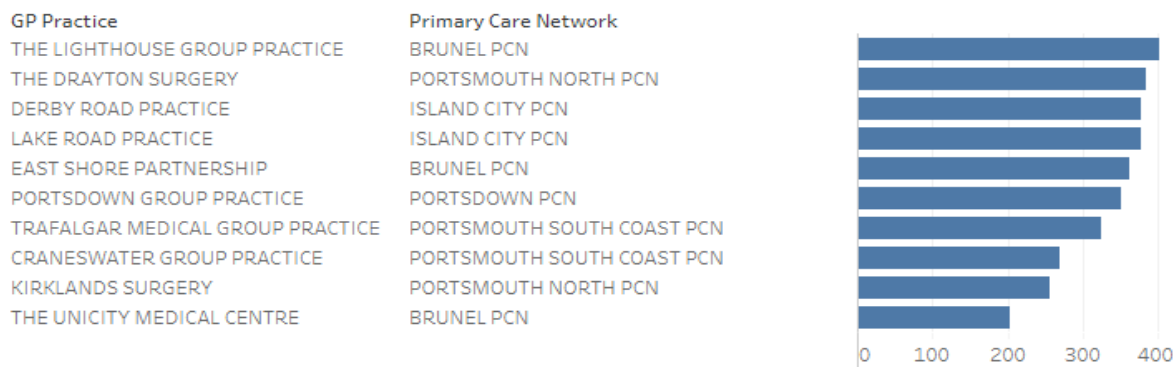 GP Practice Primary Care Network
THE LIGHTHOUSE GROUP PRACTICE BRUNEL PCN
THE DRAYTON SURGERY PORTSMOUTH NORTH PCN
DERBY ROAD PRACTICE ISLAND CITY PCN
LAKE ROAD PRACTICE ISLAND CITY PCN
EAST SHORE PARTNERSHIP BRUNEL PCN
PORTSDOWN GROUP PRACTICE PORTSDOWN PCN
TRAFALGAR MEDICAL GROUP PRACTICE PORTSMOUTH SOUTH COAST PCN
CRANESWATER GROUP PRACTICE PORTSMOUTH SOUTH COAST PCN
KIRKLANDS SURGERY PORTSMOUTH NORTH PCN
THE UNICITY MEDICAL CENTRE BRUNEL PCN
0 100 200 300 400